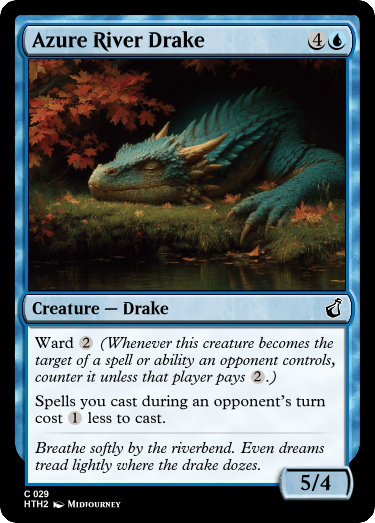 Azure River Drake 4
Creature — Drake
Ward 2 (Whenever this creature becomes the
target of a spell or ability an opponent controls,
counter it unless that player pays 2.)
Spells you cast during an opponent's turn
cost 1 less to cast.
Breathe softly by the riverbend. Even dreams
tread lightly where the drake dozes.
5/4
C 029
HTH2 Midjourney